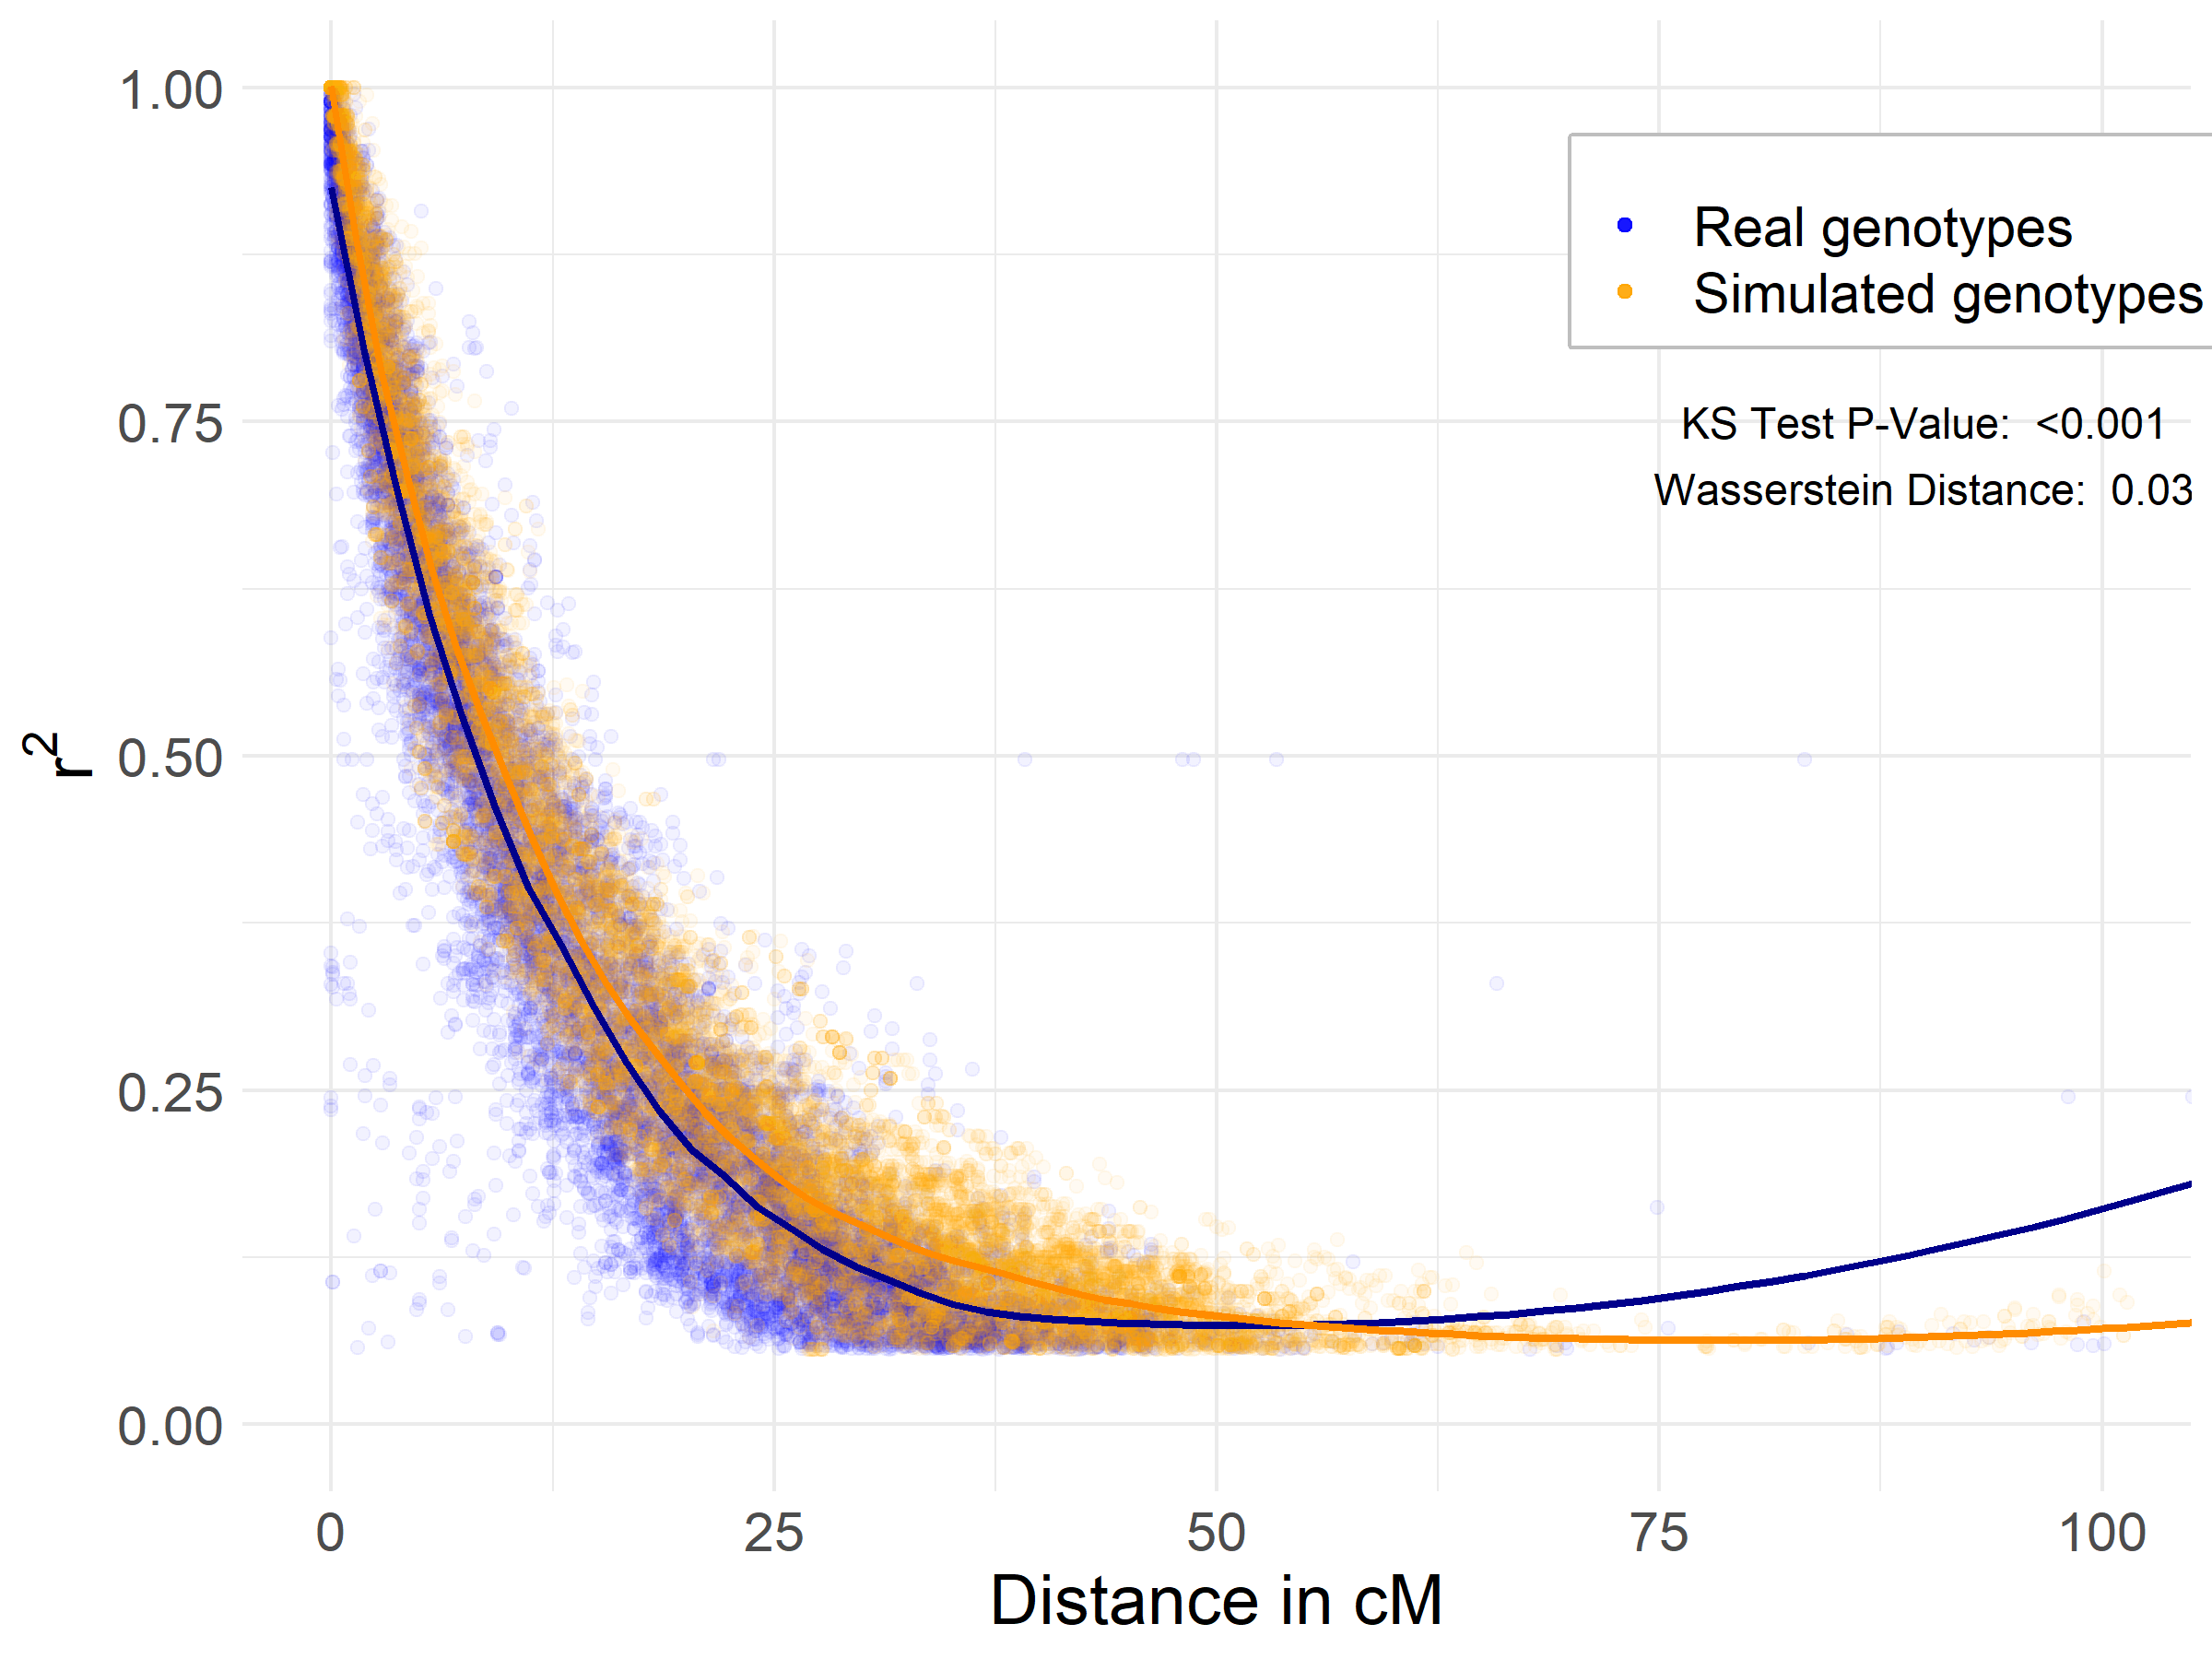 1.00
0.75
0.50
0.25
0.00
r²
Real genotypes
Simulated genotypes
KS Test P-Value: <0.001
Wasserstein Distance: 0.03
0 25 50 75 100
Distance in cM